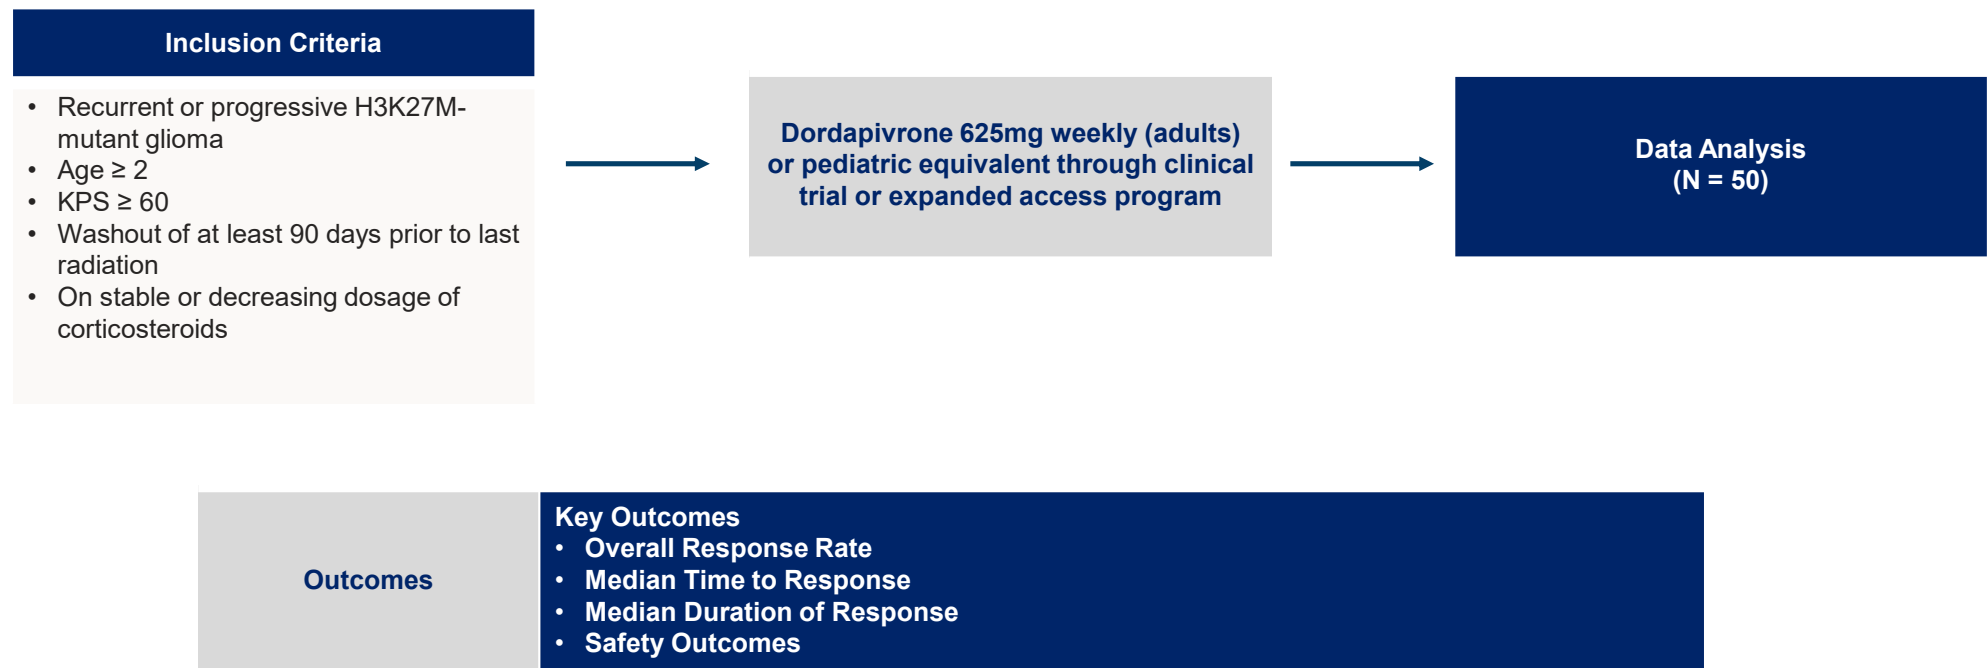 Inclusion Criteria
• Recurrent or progressive H3K27M-
mutant glioma
• Age ≥ 2
• KPS ≥ 60
• Washout of at least 90 days prior to last
radiation
• On stable or decreasing dosage of
corticosteroids
Dordapivrone 625mg weekly (adults)
or pediatric equivalent through clinical
trial or expanded access program
Data Analysis
(N = 50)
Outcomes
Key Outcomes
• Overall Response Rate
• Median Time to Response
• Median Duration of Response
• Safety Outcomes